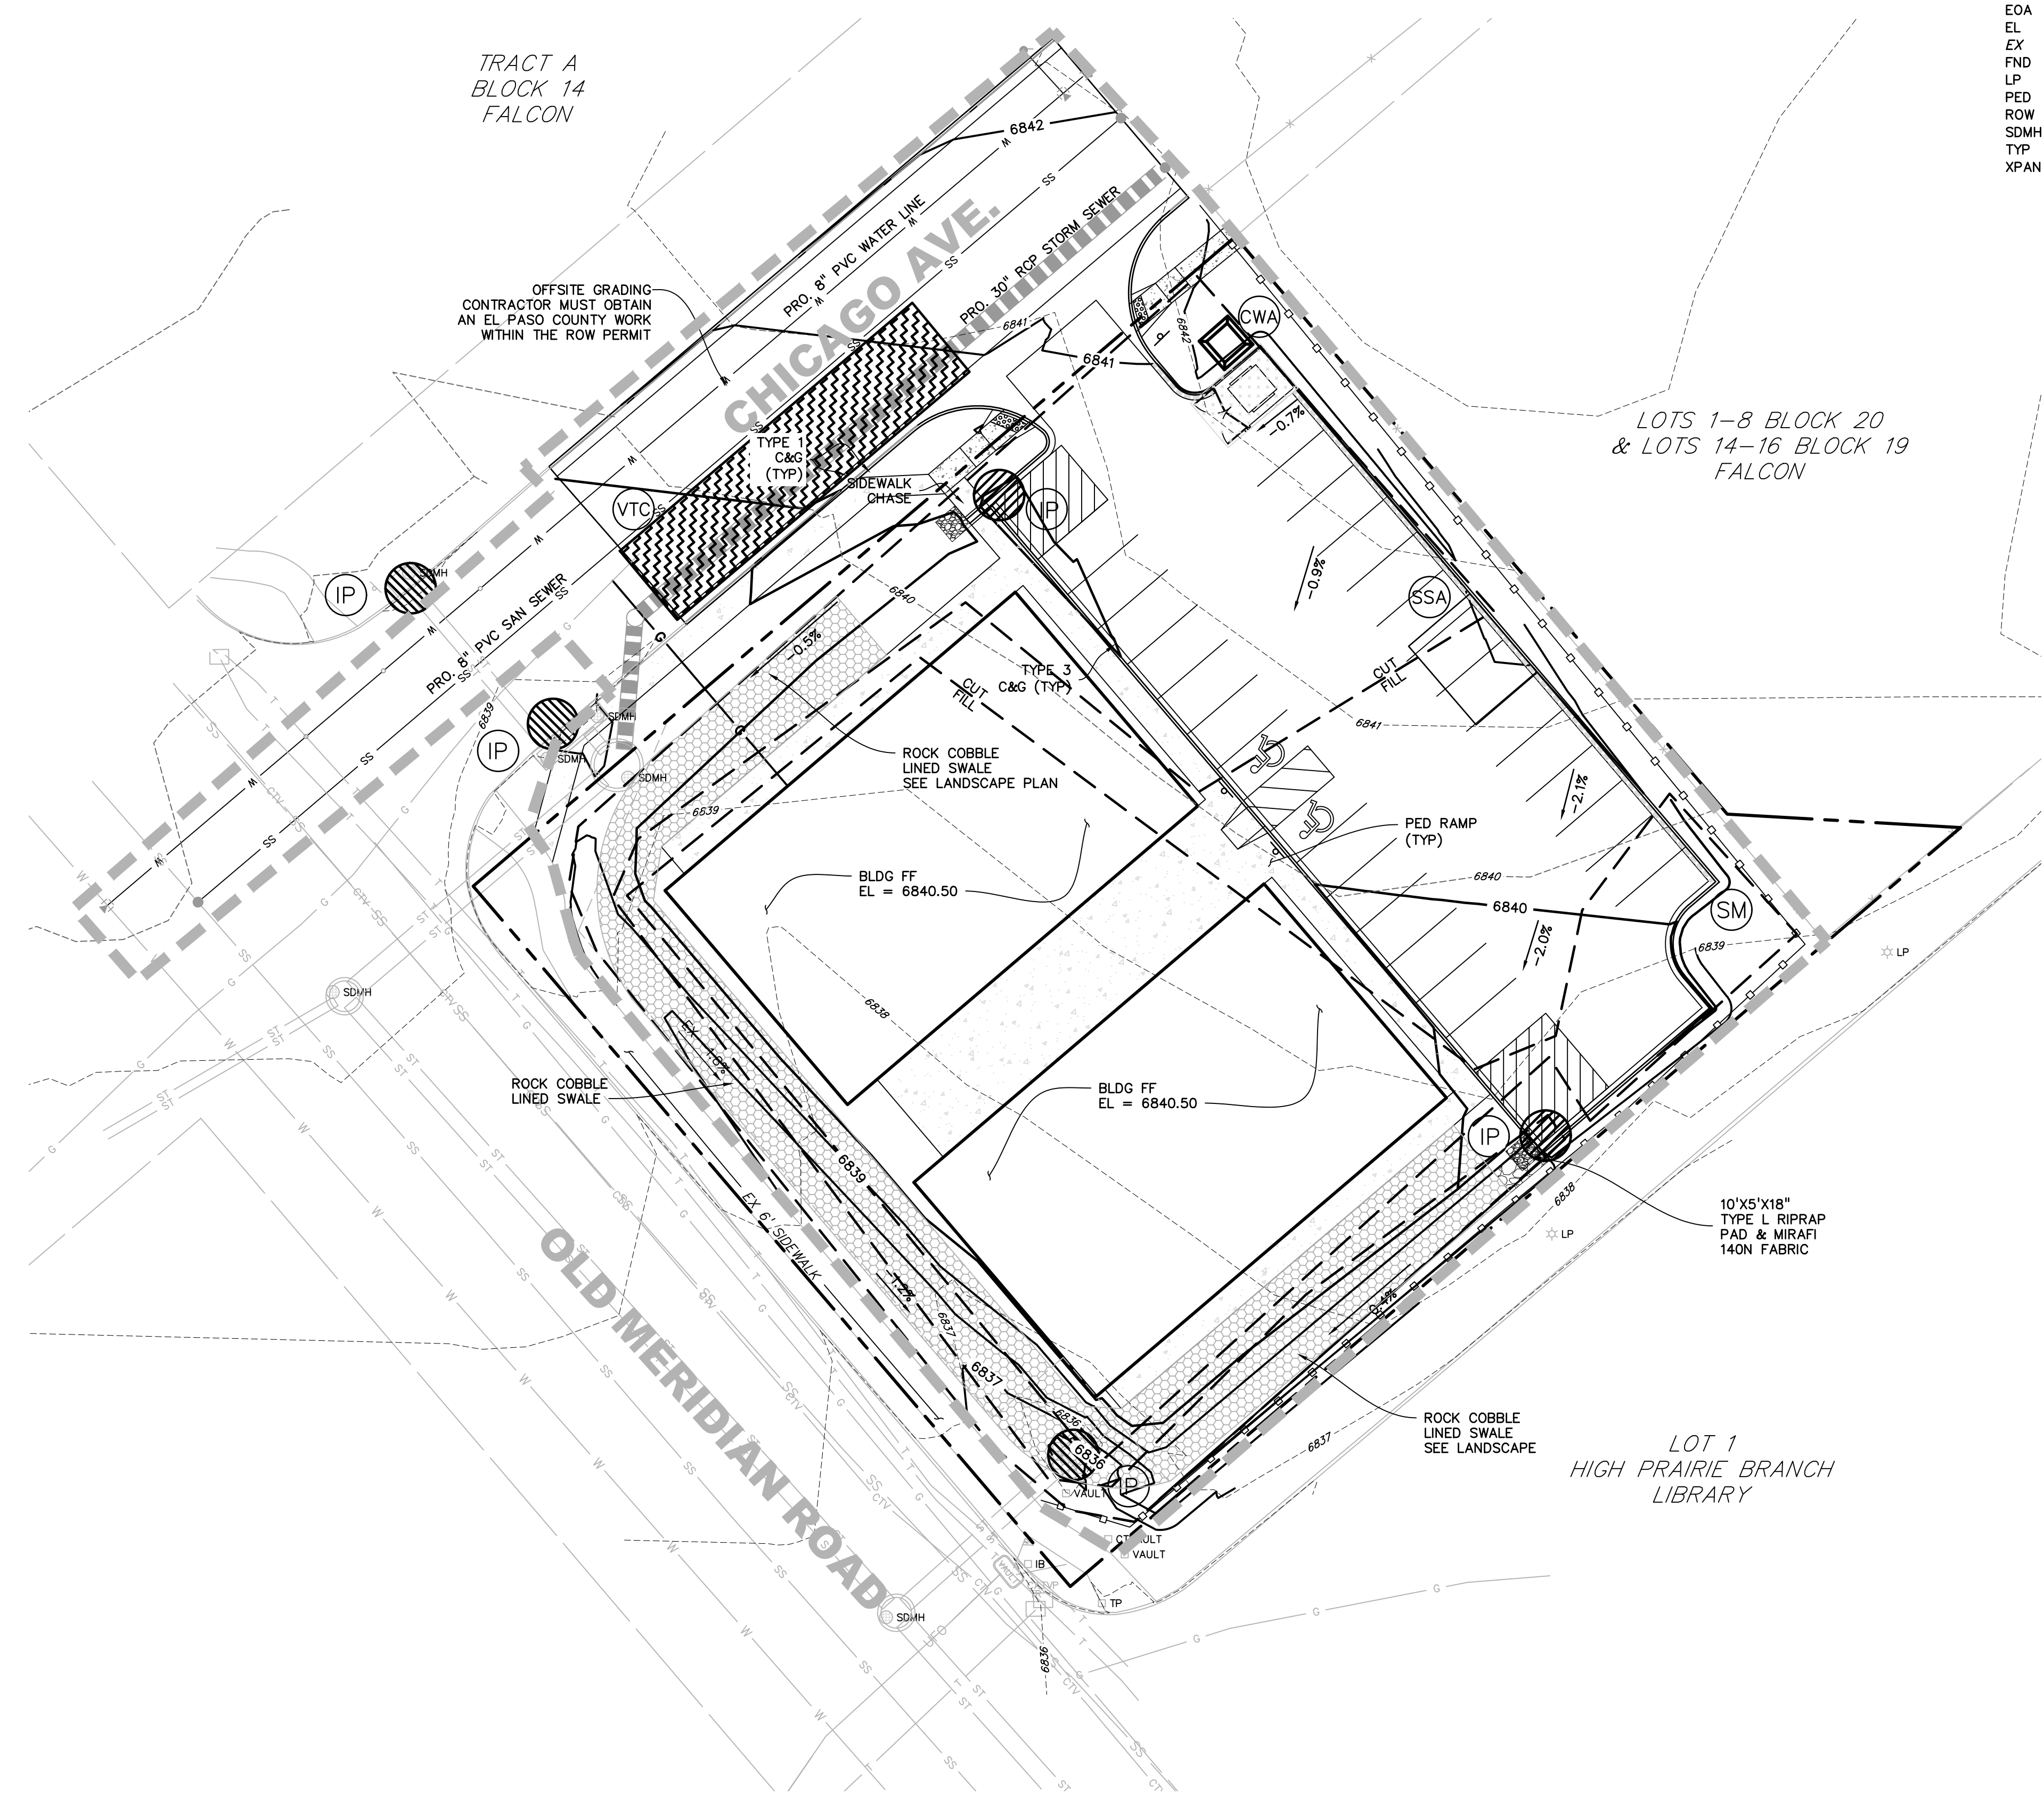 EOA
EL
EX
FND
LP
PED
ROW
SDMH
TYP
XPAN
TRACT A
BLOCK 14
FALCON
6842
PRO. 8" PVC WATER LINE
CHICAGO AVE.
PRO. 30" RCP STORM SEWER
OFFSITE GRADING
CONTRACTOR MUST OBTAIN
AN EL PASO COUNTY WORK
WITHIN THE ROW PERMIT
6841
6841
6842
CWA
-0.7%
LOTS 1-8 BLOCK 20
& LOTS 14-16 BLOCK 19
FALCON
TYPE 1
C&G
(TYP)
SIDEWALK
CHASE
VTC
IP
IP
SDMH
-0.9%
SSA
PRO. 8" PVC SAN SEWER
6840
-0.5%
TYPE 3
C&G (TYP)
CUT
FILL
CUT
FILL
6839
IP
SDMH
SDMH
SDMH
6841
ROCK COBBLE
LINED SWALE
SEE LANDSCAPE PLAN
6839
-2.1%
PED RAMP
(TYP)
BLDG FF
EL = 6840.50
6840
6840
SM
6839
-2.0%
LP
SDMH
6838
EX -1.6%
ROCK COBBLE
LINED SWALE
BLDG FF
EL = 6840.50
IP
6839
6838
10'X5'X18"
TYPE L RIPRAP
PAD & MIRAFI
140N FABRIC
LP
EX 6' SIDEWALK
OLD MERIDIAN ROAD
-1.2%
6837
6837
6836
6836
ROCK COBBLE
LINED SWALE
SEE LANDSCAPE
6837
LOT 1
HIGH PRAIRIE BRANCH
LIBRARY
IP
VAULT
VAULT
IB
VAULT
TP
SDMH
6836